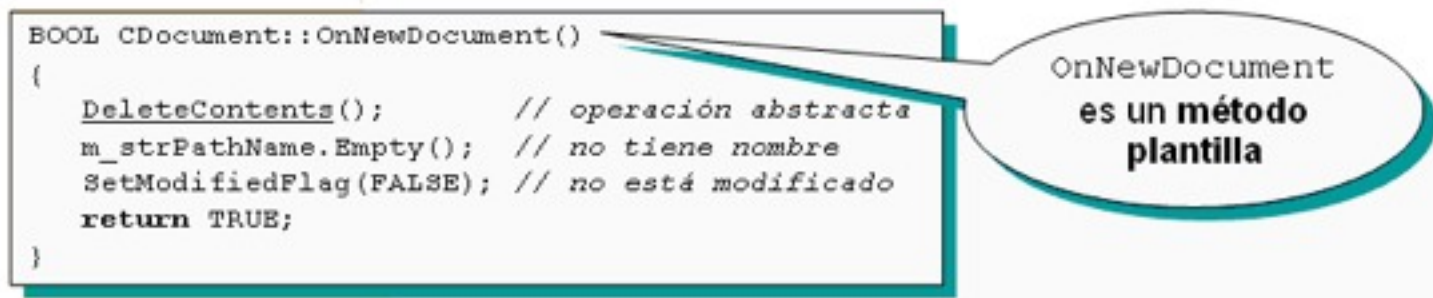 BOOL CDocument::OnNewDocument()
{
DeleteContents(); // operación abstracta
m_strPathName.Empty(); // no tiene nombre
SetModifiedFlag(FALSE); // no está modificado
return TRUE;
}
OnNewDocument
es un método
plantilla